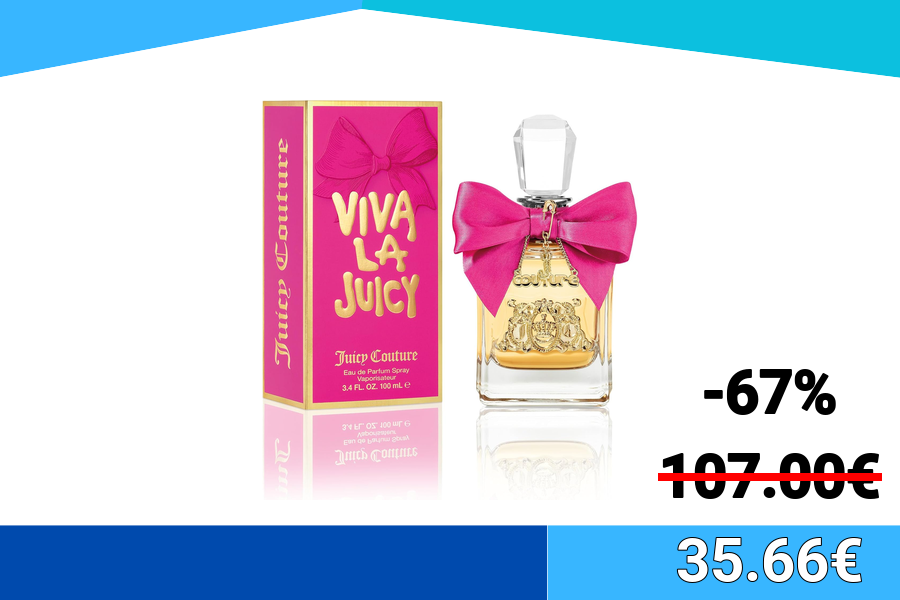 Juicy Couture
VIVA
LA
JUICY
Juicy Couture
Eau de Parfum Spray
Vaporisateur
3.4 FL. OZ. 100 mL ℮
couture
-67%
107.00€
35.66€